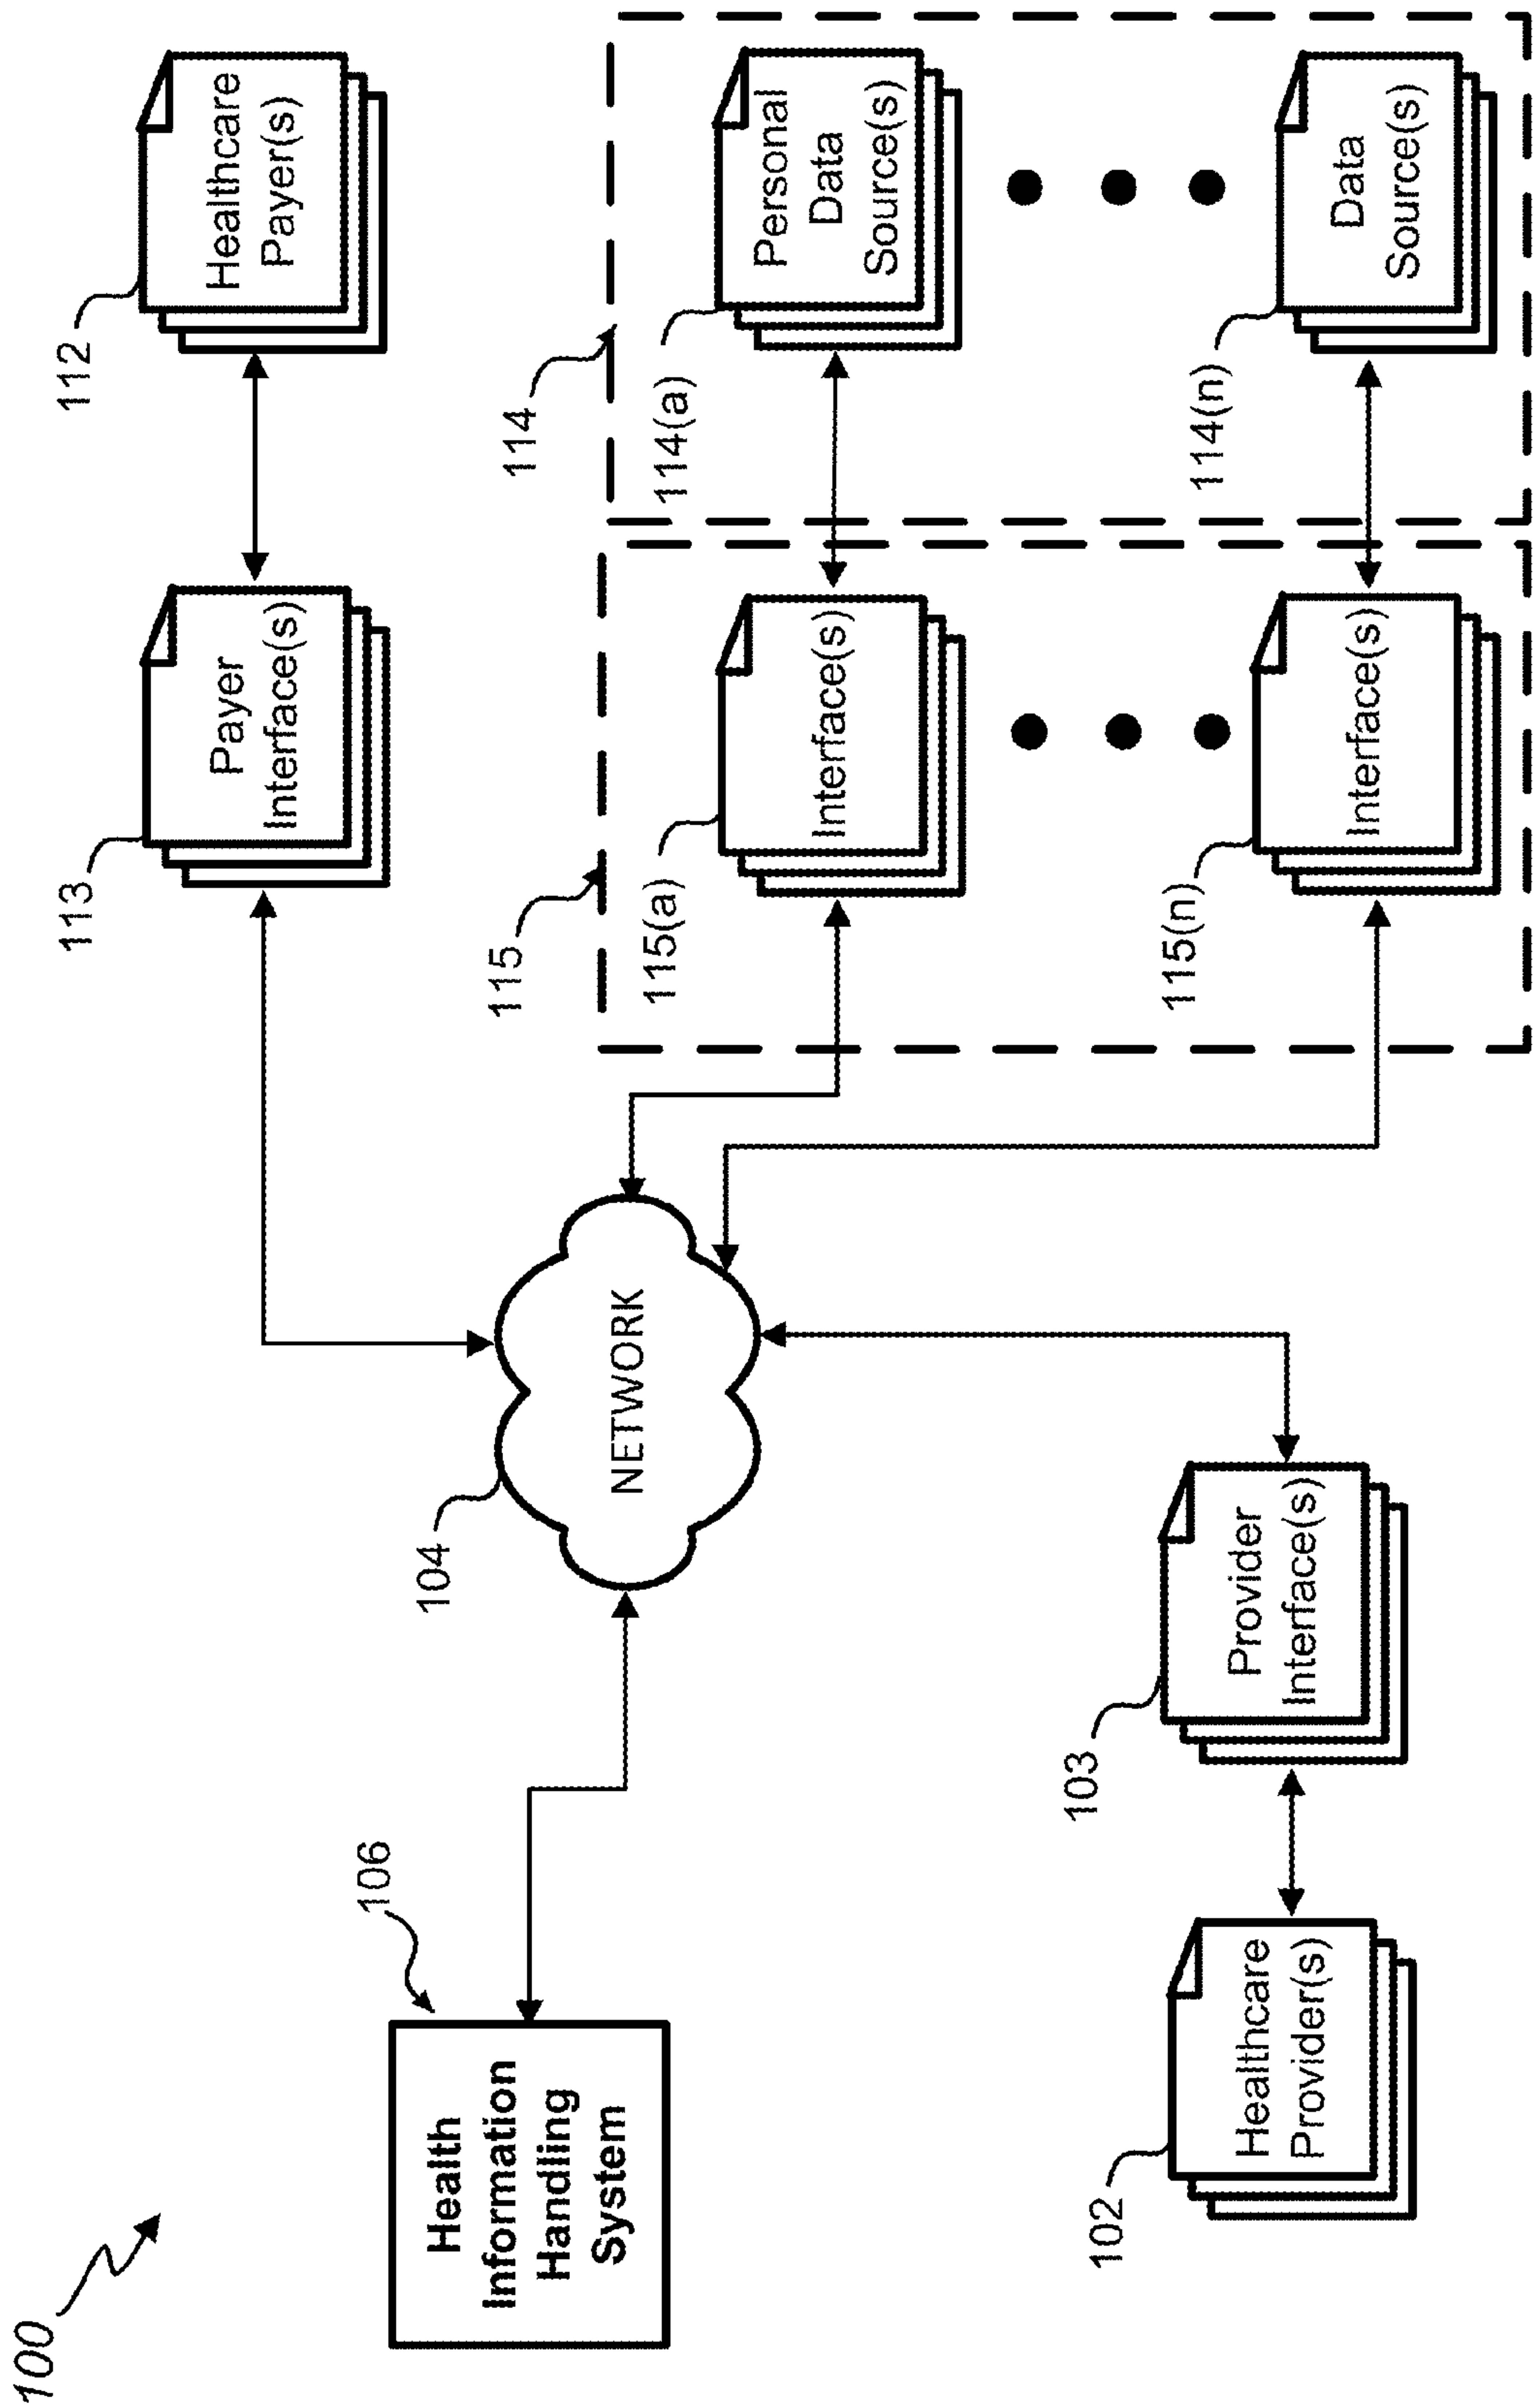 100
Health
Information
Handling
System
106
104
NETWORK
113
Payer
Interface(s)
112
Healthcare
Payer(s)
115
115(a)
Interface(s)
115(n)
Interface(s)
114
114(a)
Personal
Data
Source(s)
114(n)
Data
Source(s)
102
Healthcare
Provider(s)
103
Provider
Interface(s)